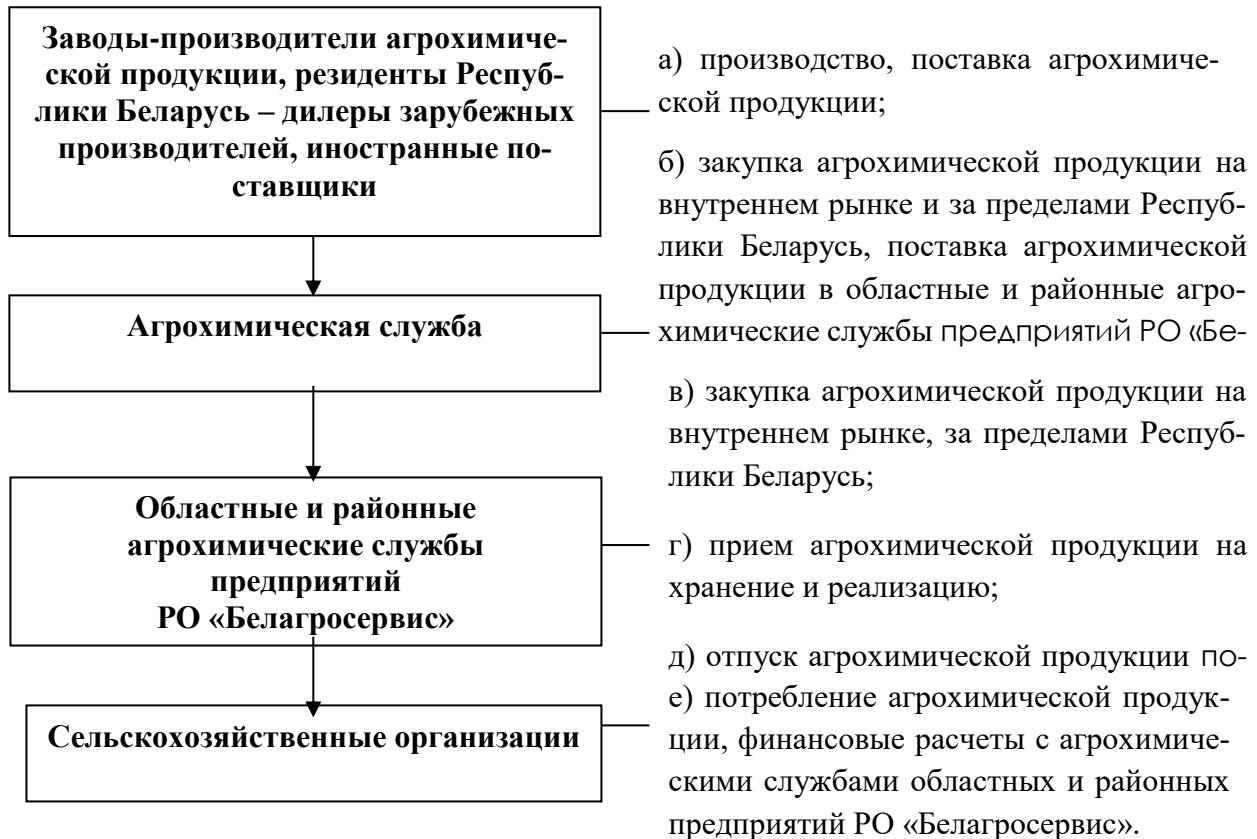 Заводы-производители агрохимиче-
ской продукции, резиденты Респуб-
лики Беларусь – дилеры зарубежных
производителей, иностранные по-
ставщики
а) производство, поставка агрохимиче-
ской продукции;
б) закупка агрохимической продукции на
внутреннем рынке и за пределами Респуб-
лики Беларусь, поставка агрохимической
продукции в областные и районные агро-
химические службы предприятий РО «Бе-
Агрохимическая служба
в) закупка агрохимической продукции на
внутреннем рынке, за пределами Респуб-
лики Беларусь;
Областные и районные
агрохимические службы
предприятий
РО «Белагросервис»
г) прием агрохимической продукции на
хранение и реализацию;
д) отпуск агрохимической продукции по-
Сельскохозяйственные организации
е) потребление агрохимической продук-
ции, финансовые расчеты с агрохимиче-
скими службами областных и районных
предприятий РО «Белагросервис».